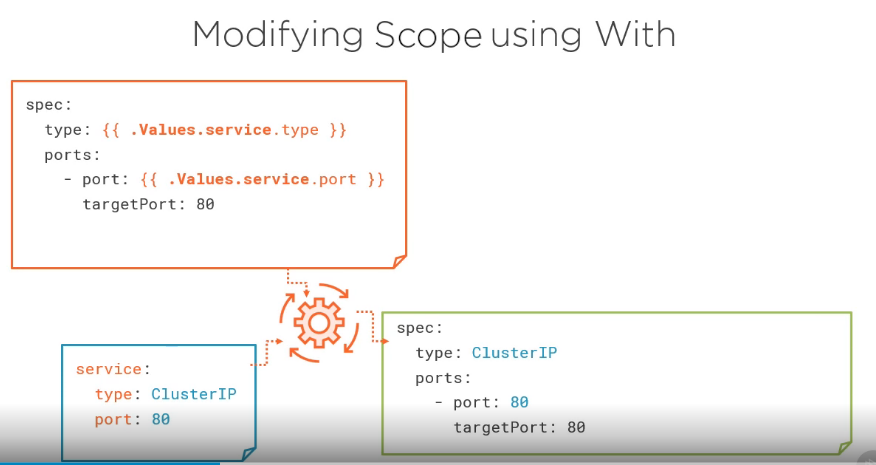 Modifying Scope using With
spec:
  type: {{ .Values.service.type }}
  ports:
    - port: {{ .Values.service.port }}
      targetPort: 80
service:
  type: ClusterIP
  port: 80
spec:
  type: ClusterIP
  ports:
    - port: 80
      targetPort: 80